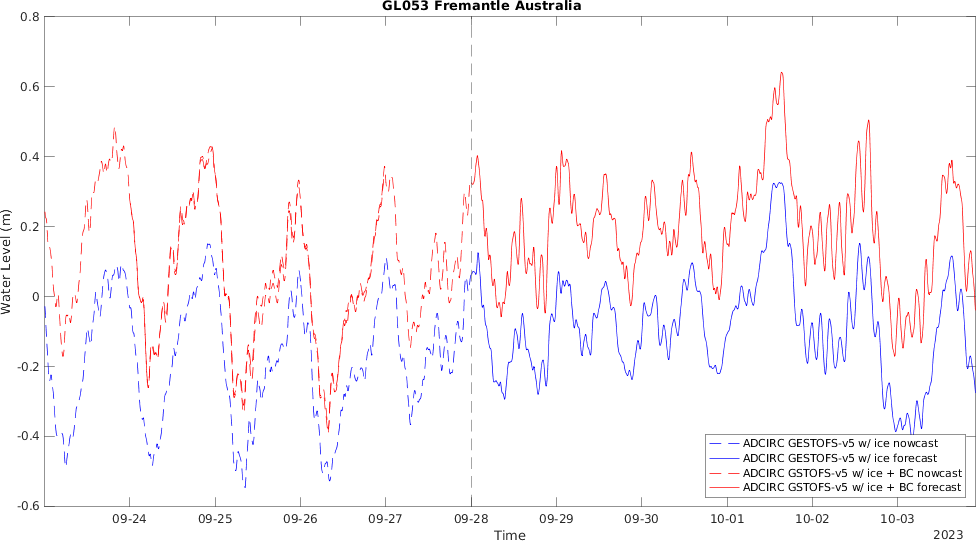 GL053 Fremantle Australia
Water Level (m)
0.8
0.6
0.4
0.2
0
-0.2
-0.4
-0.6
ADCIRC GESTOFS-v5 w/ ice nowcast
ADCIRC GESTOFS-v5 w/ ice forecast
ADCIRC GSTOFS-v5 w/ ice + BC nowcast
ADCIRC GSTOFS-v5 w/ ice + BC forecast
09-24 09-25 09-26 09-27 09-28 09-29 09-30 10-01 10-02 10-03
Time
2023